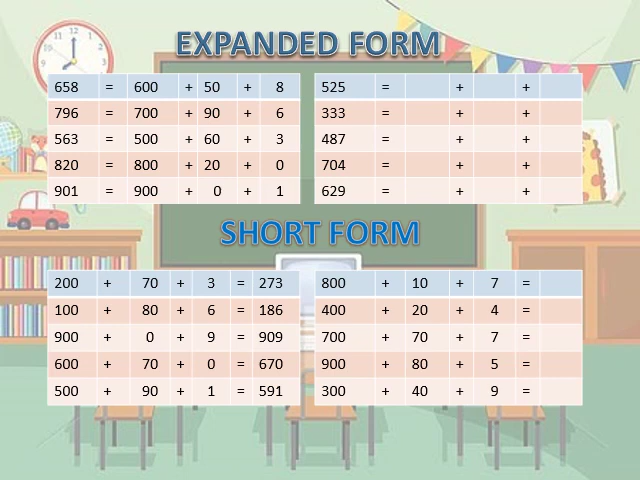 EXPANDED FORM
658 = 600 + 50 + 8
796 = 700 + 90 + 6
563 = 500 + 60 + 3
820 = 800 + 20 + 0
901 = 900 + 0 + 1
525 = + +
333 = + +
487 = + +
704 = + +
629 = + +
SHORT FORM
200 + 70 + 3 = 273
100 + 80 + 6 = 186
900 + 0 + 9 = 909
600 + 70 + 0 = 670
500 + 90 + 1 = 591
800 + 10 + 7 =
400 + 20 + 4 =
700 + 70 + 7 =
900 + 80 + 5 =
300 + 40 + 9 =